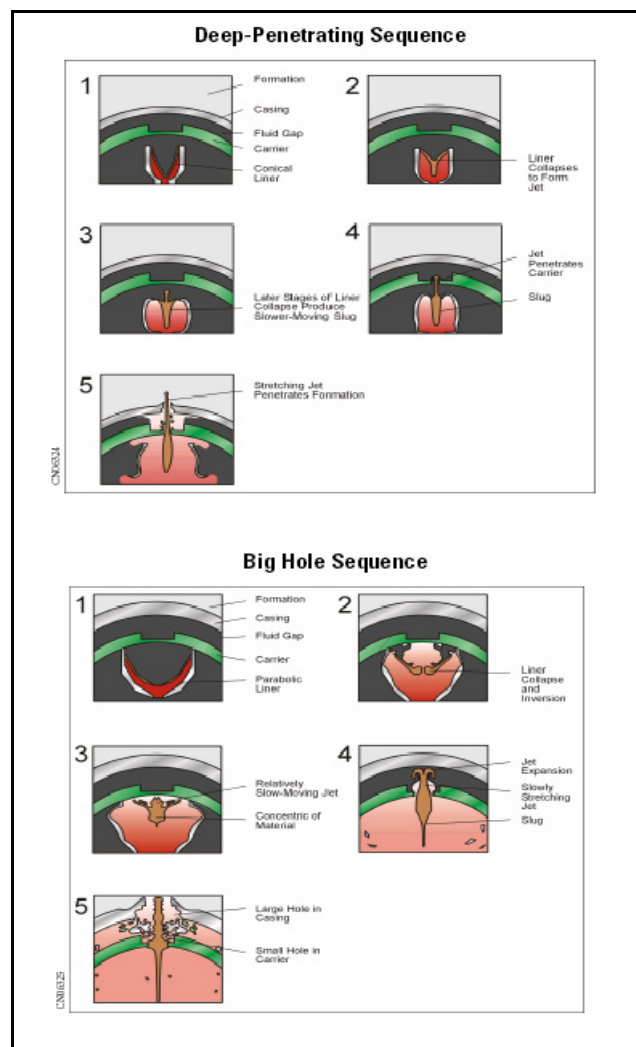 Deep-Penetrating Sequence
1
Formation
Casing
Fluid Gap
Carrier
Conical
Liner
2
Liner
Collapses
to Form
Jet
3
Later Stages of Liner
Collapse Produce
Slower-Moving Slug
4
Jet
Penetrates
Carrier
Slug
5
Stretching Jet
Penetrates Formation
CN06324
Big Hole Sequence
1
Formation
Casing
Fluid Gap
Carrier
Parabolic
Liner
2
Liner
Collapse
and
Inversion
3
Relatively
Slow-Moving Jet
Concentric of
Material
4
Jet
Expansion
Slowly
Stretching
Jet
Slug
5
Large Hole in
Casing
Small Hole in
Carrier
CN06325